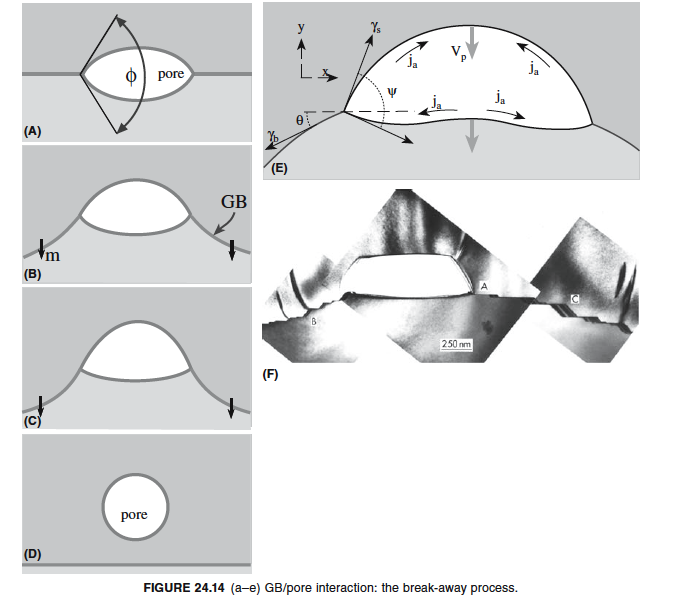 ϕ pore
(A)
GB
m
(B)
(C)
pore
(D)
y
x
γs
Vp
ja
ja
ψ
ja
ja
θ
γb
(E)
A
B
C
250 nm
(F)
FIGURE 24.14 (a–e) GB/pore interaction: the break-away process.